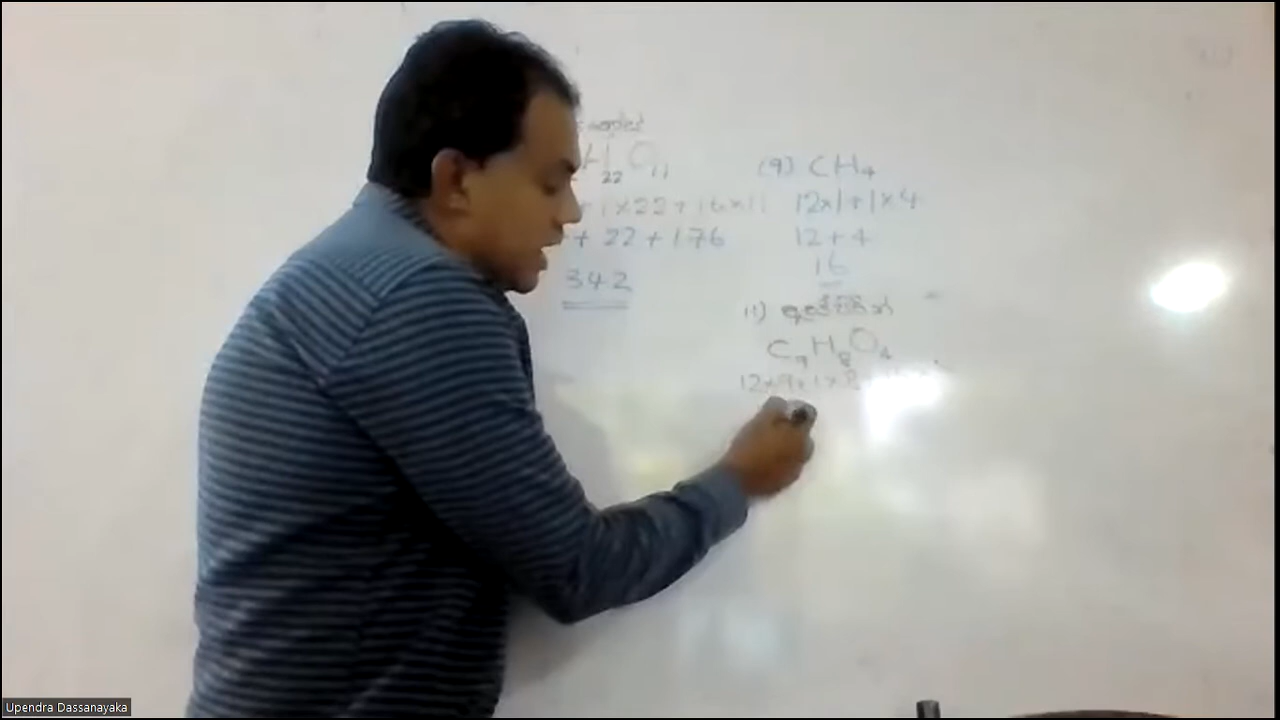 H₂₂O₁₁
+1×22+16×11
+ 22 + 176
342
(9) CH₄
12×1+1×4
12 + 4
16
11)
C₉H₈O₄
12×9+1×8
Upendra Dassanayaka